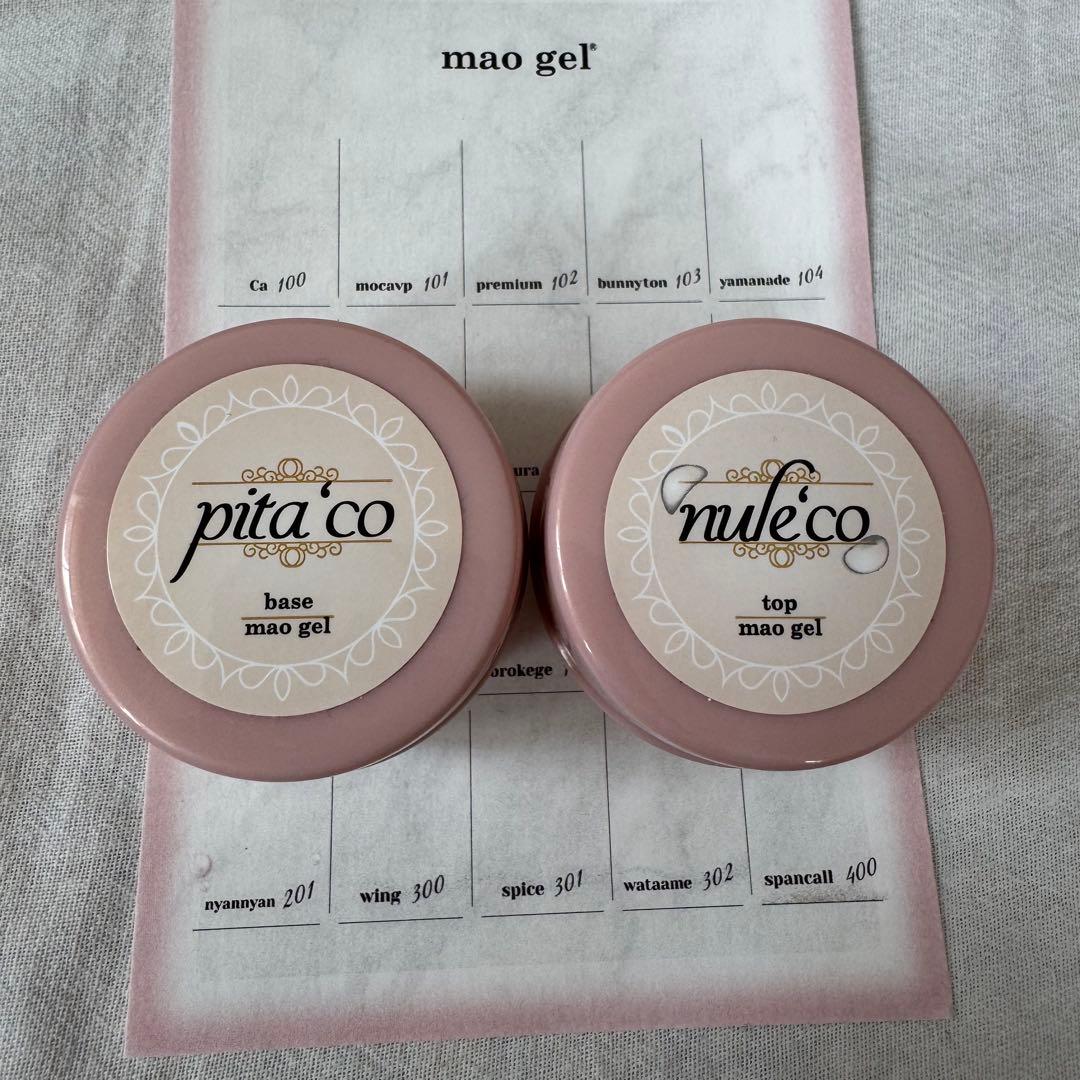 mao gel®
Ca 100 mocavp 101 premium 102 bunnyton 103 yamanade 104
pita'co
base
mao gel
nule'co
top
mao gel
nyannyan 201 wing 300 spice 301 wataame 302 spancall 400